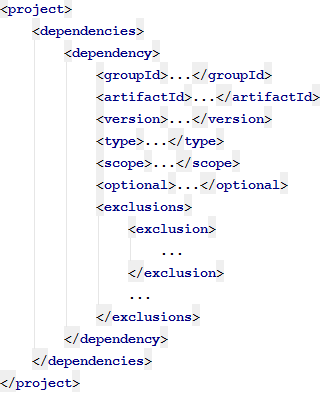 <project>
<dependencies>
<dependency>
<groupId>...</groupId>
<artifactId>...</artifactId>
<version>...</version>
<type>...</type>
<scope>...</scope>
<optional>...</optional>
<exclusions>
<exclusion>
...
</exclusion>
...
</exclusions>
</dependency>
</dependencies>
</project>